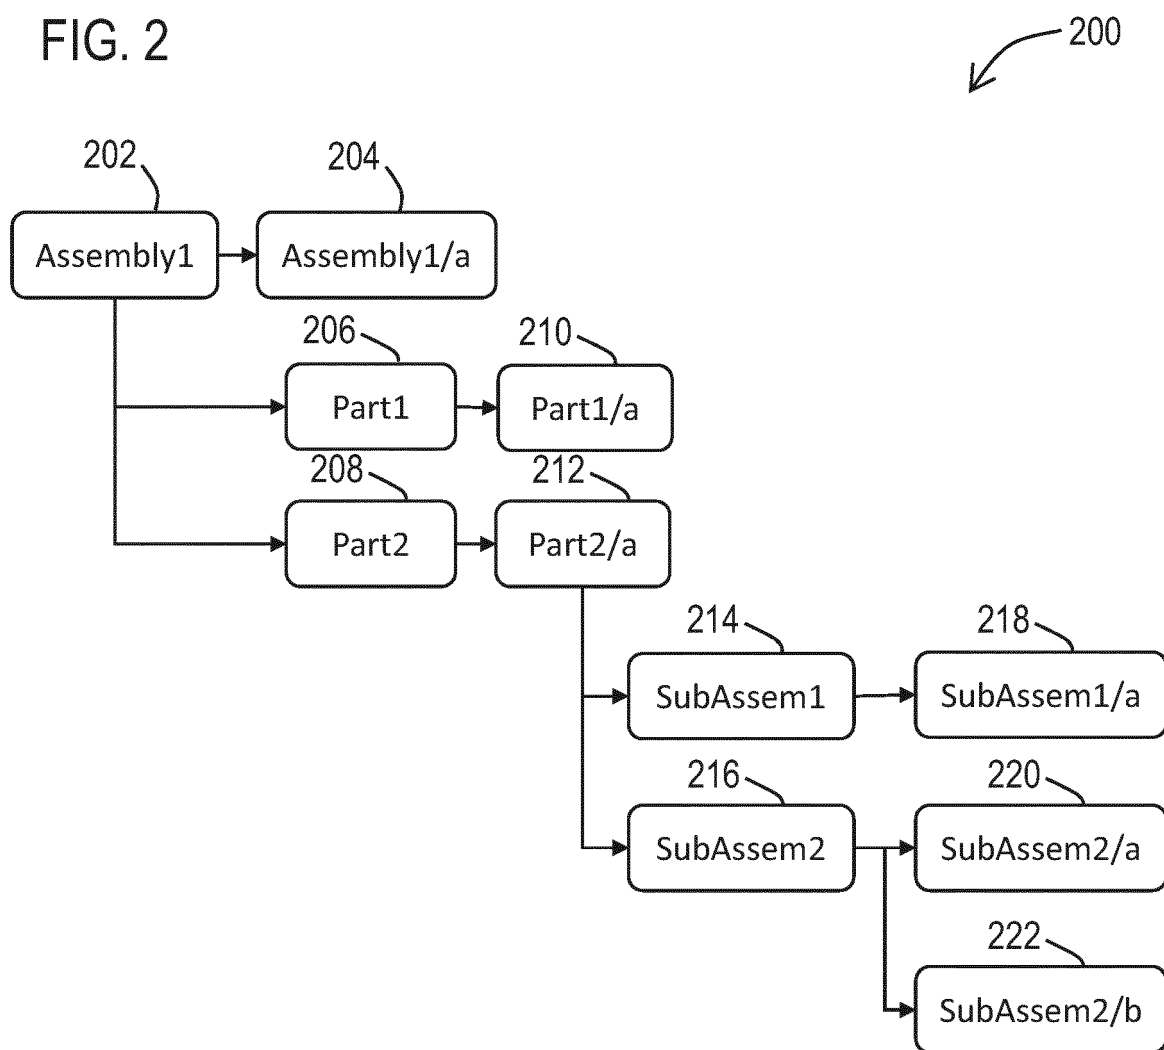 FIG. 2
200
202
204
Assembly1
Assembly1/a
206
210
Part1
Part1/a
208
212
Part2
Part2/a
214
218
SubAssem1
SubAssem1/a
216
220
SubAssem2
SubAssem2/a
222
SubAssem2/b